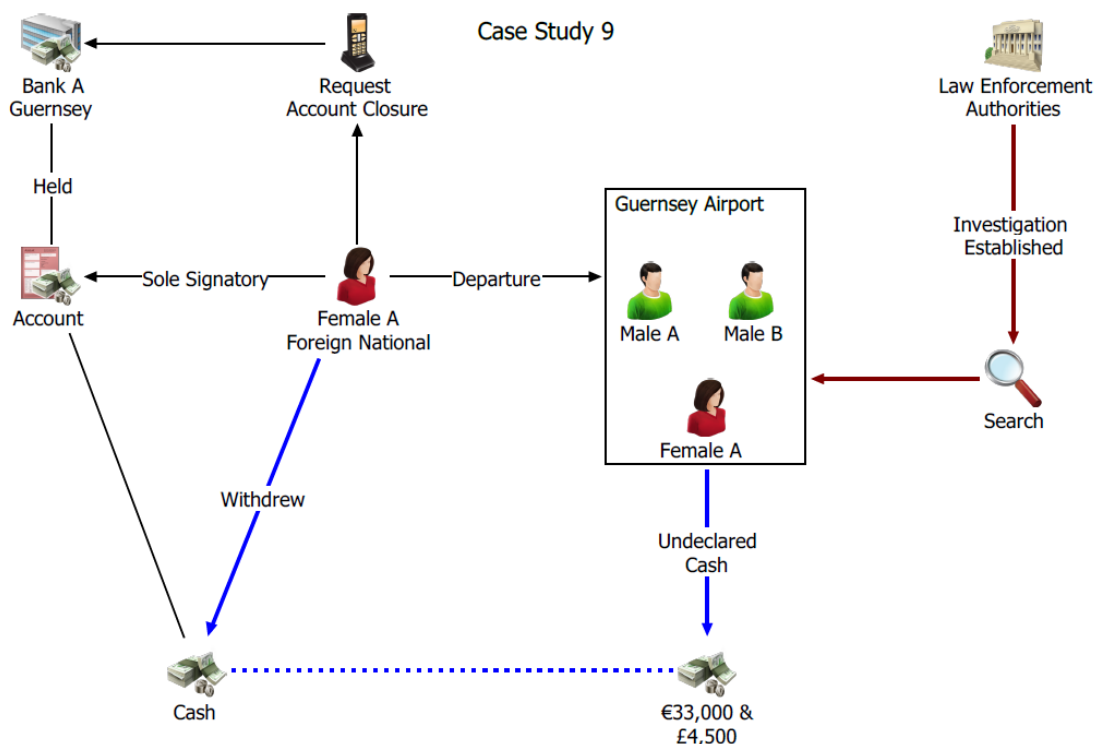 Case Study 9
Bank A
Guernsey
Request
Account Closure
Law Enforcement
Authorities
Held
Guernsey Airport
Investigation
Established
Account
Sole Signatory
Female A
Foreign National
Departure
Male A
Male B
Female A
Search
Withdrew
Undeclared
Cash
Cash
€33,000 &
£4,500